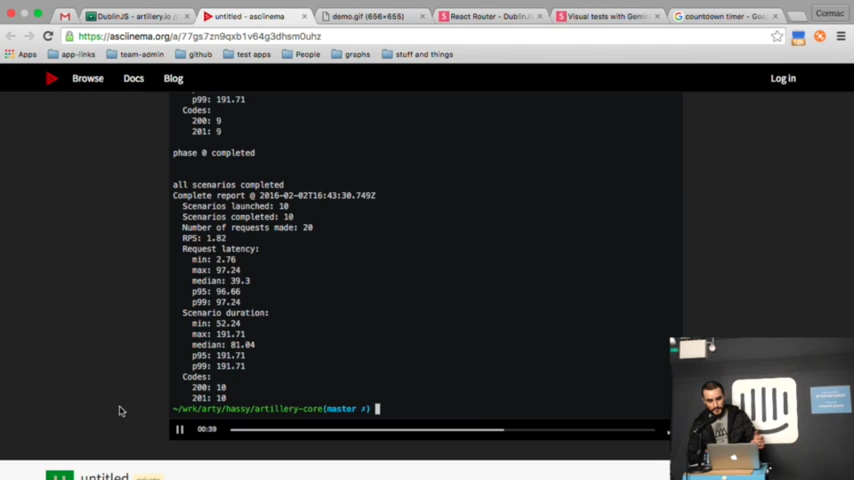 DublinJS - artillery.io
untitled - asciinema
demo.gif (656×655)
React Router - DublinJ
Visual tests with Gemin
countdown timer - Goo
Cormac
https://asciinema.org/a/77gs7zn9qxb1v64g3dhsm0uhz
Apps app-links team-admin github test apps People graphs stuff and things
Browse Docs Blog Log in
p99: 191.71
Codes:
200: 9
201: 9
phase 0 completed
all scenarios completed
Complete report @ 2016-02-02T16:43:30.749Z
Scenarios launched: 10
Scenarios completed: 10
Number of requests made: 20
RPS: 1.82
Request latency:
min: 2.76
max: 97.24
median: 39.3
p95: 96.66
p99: 97.24
Scenario duration:
min: 52.24
max: 191.71
median: 81.04
p95: 191.71
p99: 191.71
Codes:
200: 10
201: 10
~/wrk/arty/hassy/artillery-core(master ✗)
00:39
untitled